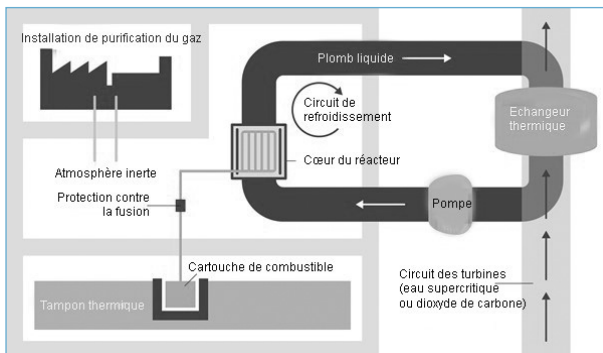 Installation de purification du gaz
Plomb liquide
Circuit de
refroidissement
Echangeur
thermique
Atmosphère inerte
Cœur du réacteur
Protection contre
la fusion
Pompe
Cartouche de combustible
Tampon thermique
Circuit des turbines
(eau supercritique
ou dioxyde de carbone)